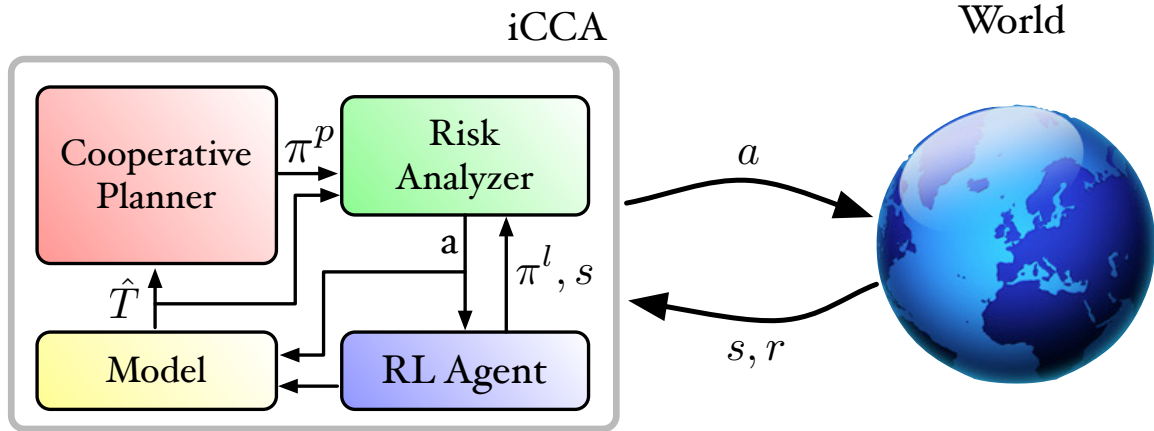 iCCA
World
Cooperative
Planner
π^p
Risk
Analyzer
a
π^l, s
T̂
Model
RL Agent
a
s, r